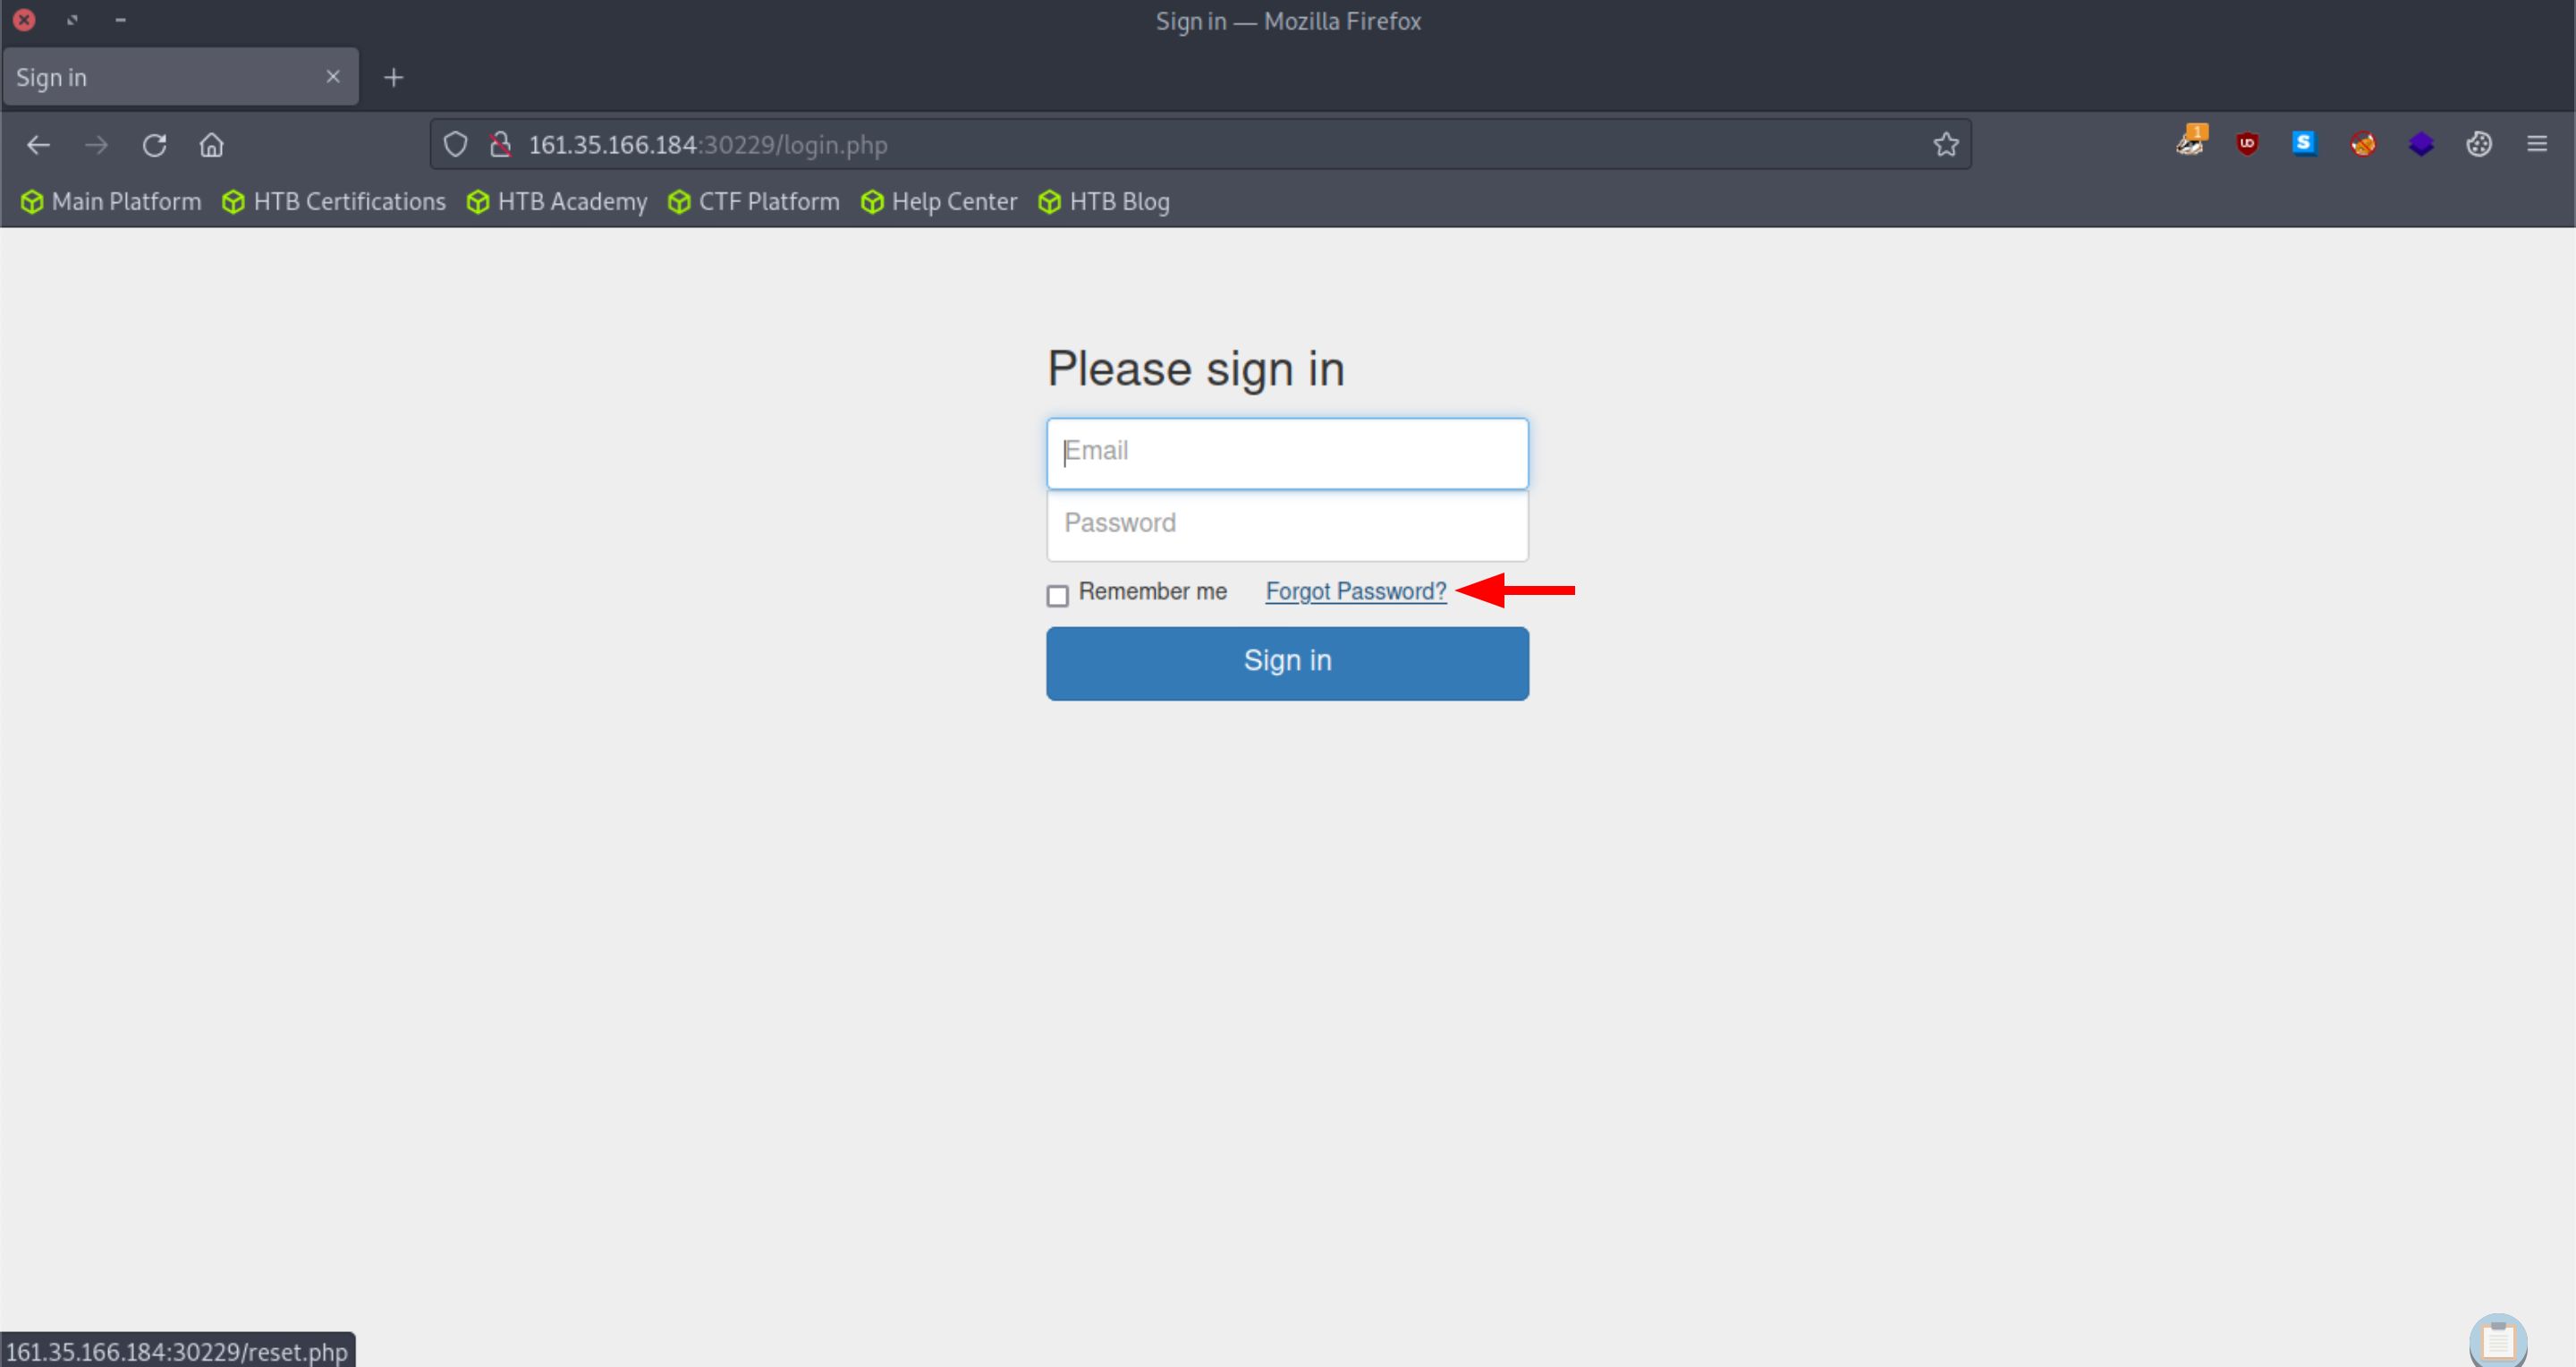 Sign in — Mozilla Firefox
Sign in
161.35.166.184:30229/login.php
1
UD
S
Main Platform HTB Certifications HTB Academy CTF Platform Help Center HTB Blog
Please sign in
Email
Password
Remember me Forgot Password?
Sign in
161.35.166.184:30229/reset.php